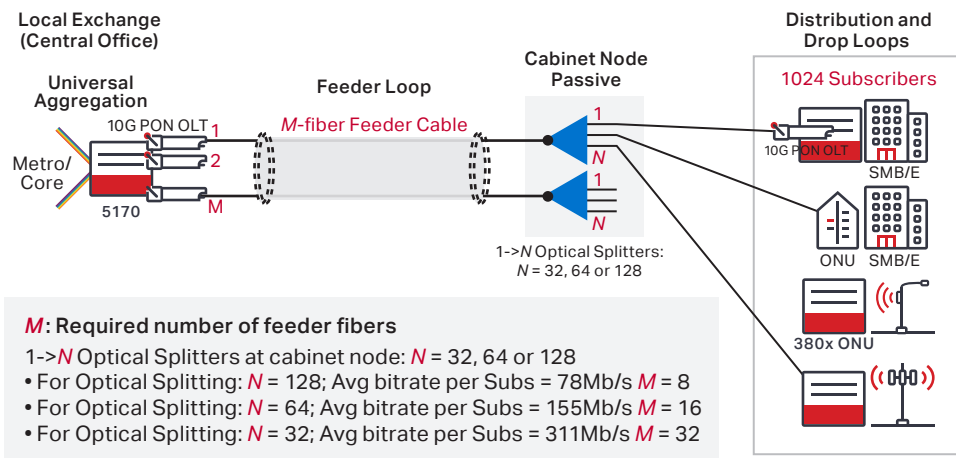 Local Exchange
(Central Office)
Universal
Aggregation
10G PON OLT
1
2
M
Metro/
Core
5170
Feeder Loop
M-fiber Feeder Cable
Cabinet Node
Passive
1
N
1
N
1->N Optical Splitters:
N = 32, 64 or 128
Distribution and
Drop Loops
1024 Subscribers
10G PON OLT
SMB/E
ONU
SMB/E
380x ONU
M: Required number of feeder fibers
1->N Optical Splitters at cabinet node: N = 32, 64 or 128
• For Optical Splitting: N = 128; Avg bitrate per Subs = 78Mb/s M = 8
• For Optical Splitting: N = 64; Avg bitrate per Subs = 155Mb/s M = 16
• For Optical Splitting: N = 32; Avg bitrate per Subs = 311Mb/s M = 32